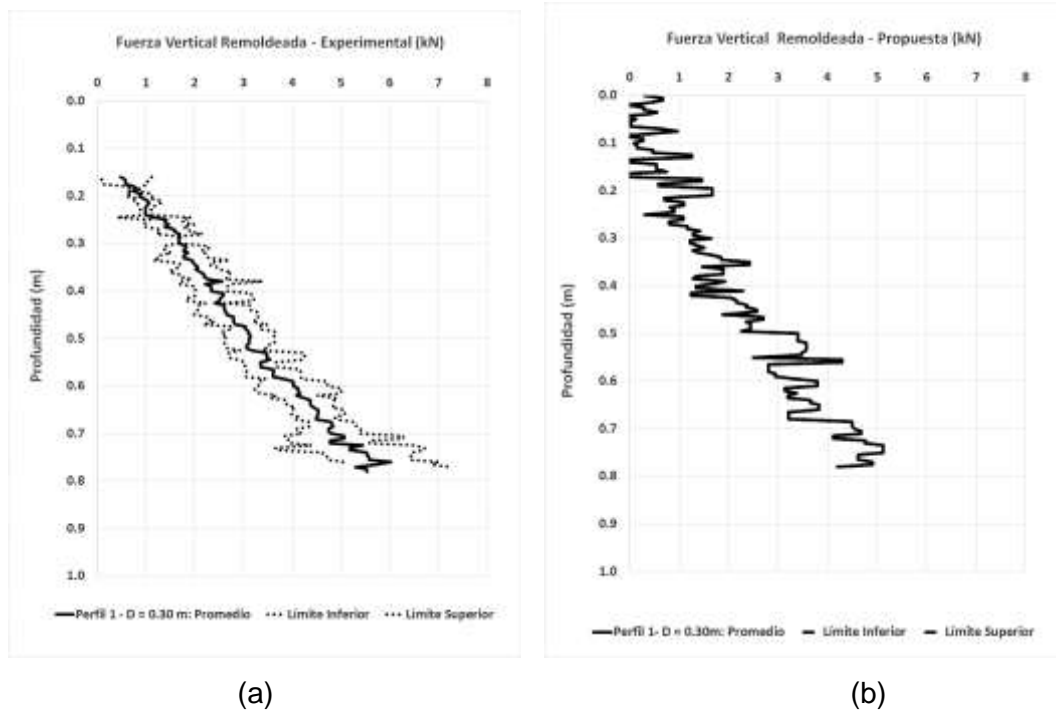 Fuerza Vertical Remoldeada - Experimental (kN)
0 1 2 3 4 5 6 7 8
0.0
0.1
0.2
0.3
0.4
0.5
0.6
0.7
0.8
0.9
1.0
Profundidad (m)
Perfil 1 - D = 0.30 m: Promedio Limite Inferior Limite Superior
(a)
Fuerza Vertical Remoldeada - Propuesta (kN)
0 1 2 3 4 5 6 7 8
0.0
0.1
0.2
0.3
0.4
0.5
0.6
0.7
0.8
0.9
1.0
Profundidad (m)
Perfil 1- D = 0.30m: Promedio Limite Inferior Limite Superior
(b)